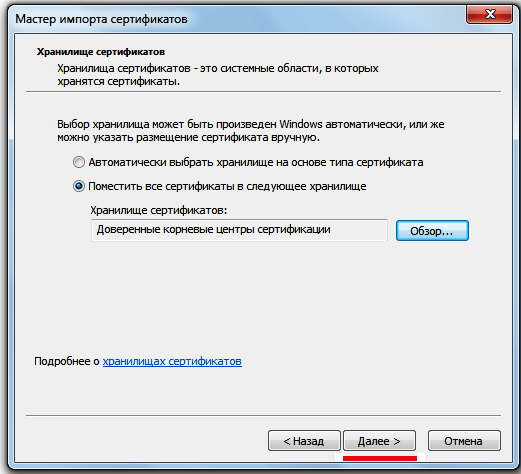 Мастер импорта сертификатов
Хранилище сертификатов
Хранилища сертификатов - это системные области, в которых
хранятся сертификаты.
Выбор хранилища может быть произведен Windows автоматически, или же
можно указать размещение сертификата вручную.
Автоматически выбрать хранилище на основе типа сертификата
Поместить все сертификаты в следующее хранилище
Хранилище сертификатов:
Доверенные корневые центры сертификации
Обзор...
Подробнее о хранилищах сертификатов
< Назад
Далее >
Отмена